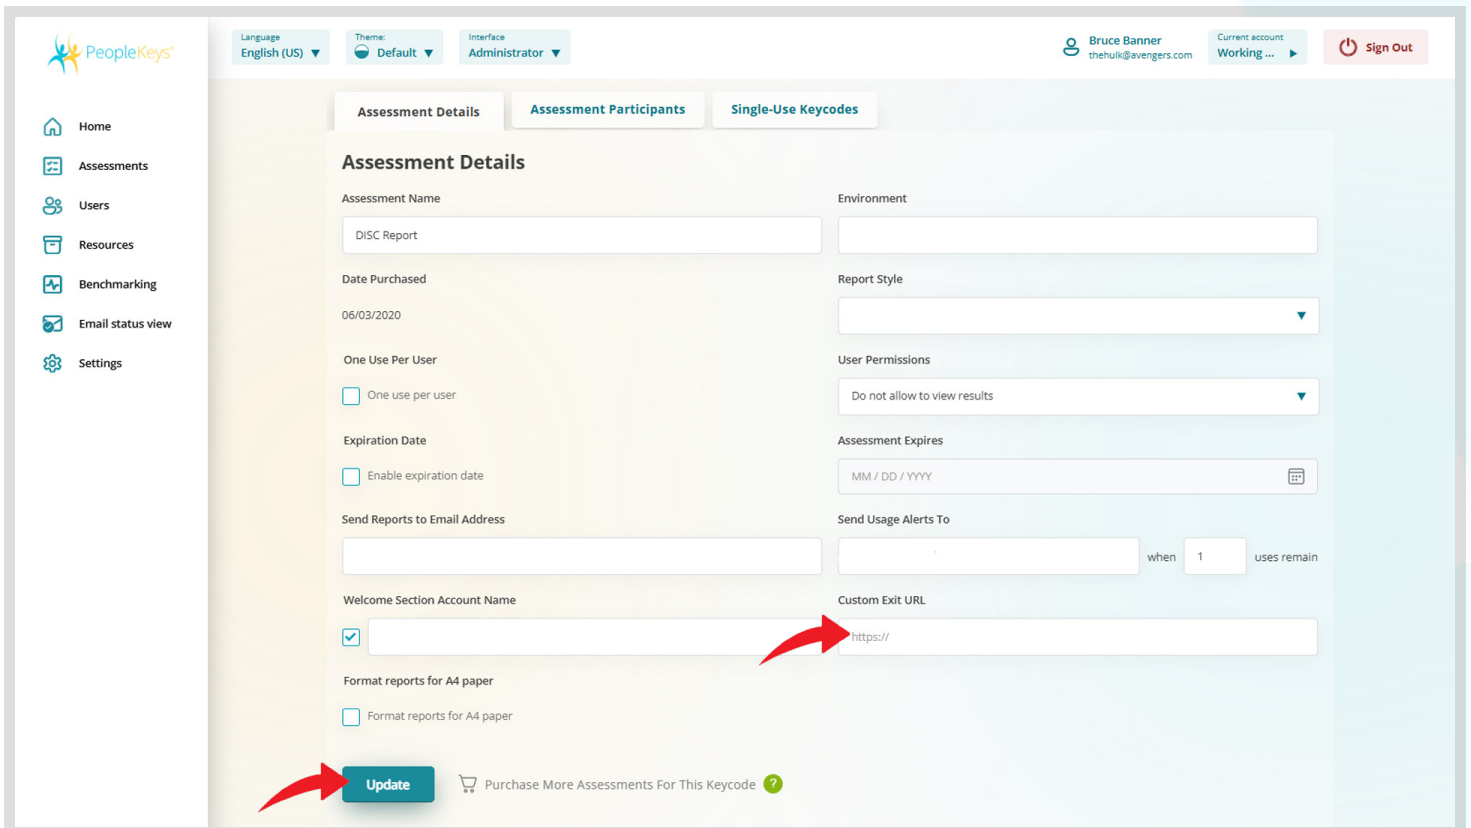 PeopleKeys
Language
English (US)
Theme:
Default
Interface
Administrator
Bruce Banner
thehulk@avengers.com
Current account
Working ...
Sign Out
Home
Assessments
Users
Resources
Benchmarking
Email status view
Settings
Assessment Details
Assessment Participants
Single-Use Keycodes
Assessment Details
Assessment Name
DISC Report
Environment
Date Purchased
06/03/2020
Report Style
One Use Per User
One use per user
User Permissions
Do not allow to view results
Expiration Date
Enable expiration date
Assessment Expires
MM / DD / YYYY
Send Reports to Email Address
Send Usage Alerts To
when 1 uses remain
Welcome Section Account Name
Custom Exit URL
https://
Format reports for A4 paper
Format reports for A4 paper
Update
Purchase More Assessments For This Keycode ?